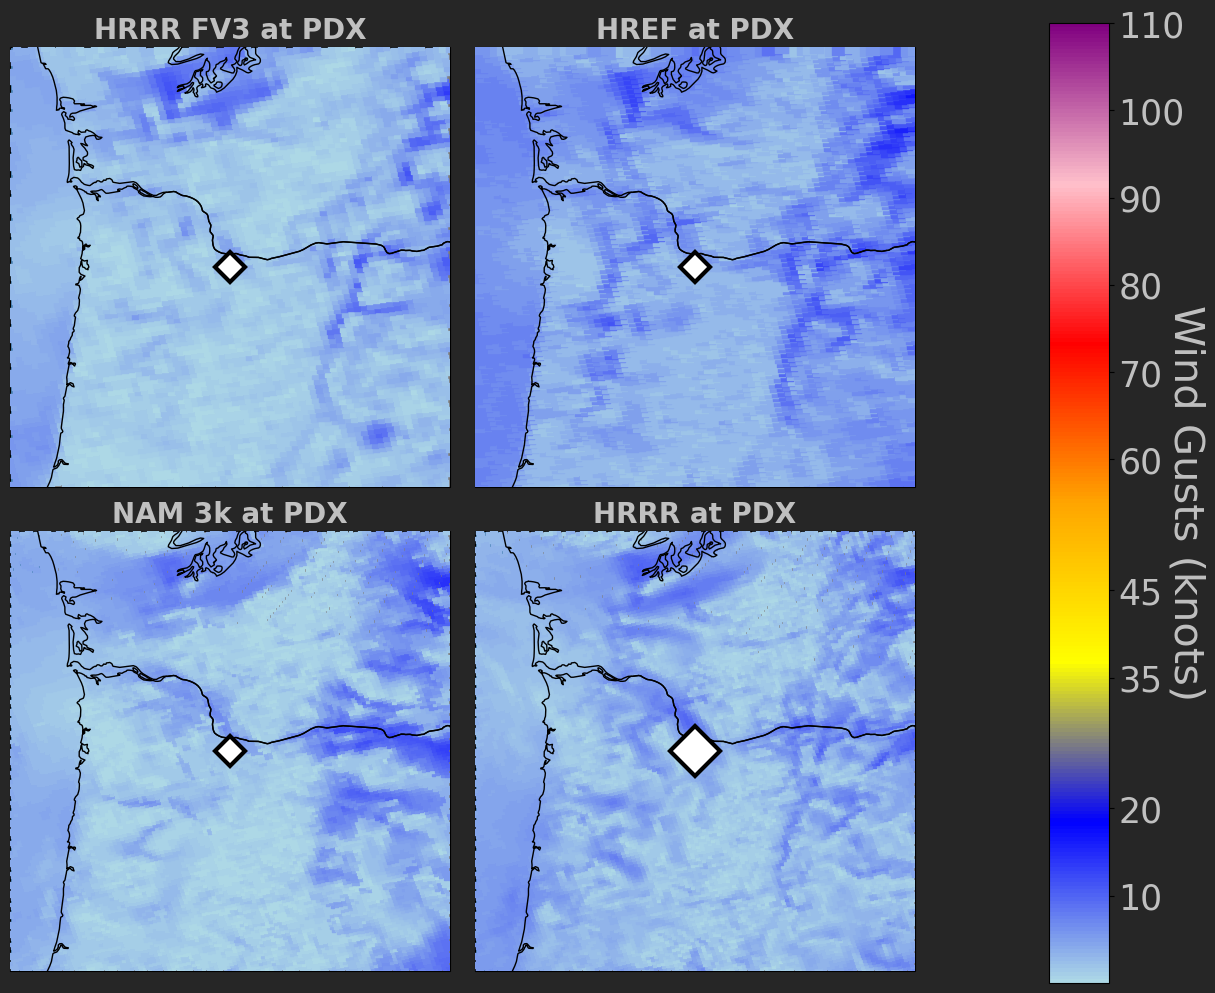 HRRR FV3 at PDX
HREF at PDX
NAM 3k at PDX
HRRR at PDX
110
100
90
80
70
60
45
35
20
10
Wind Gusts (knots)